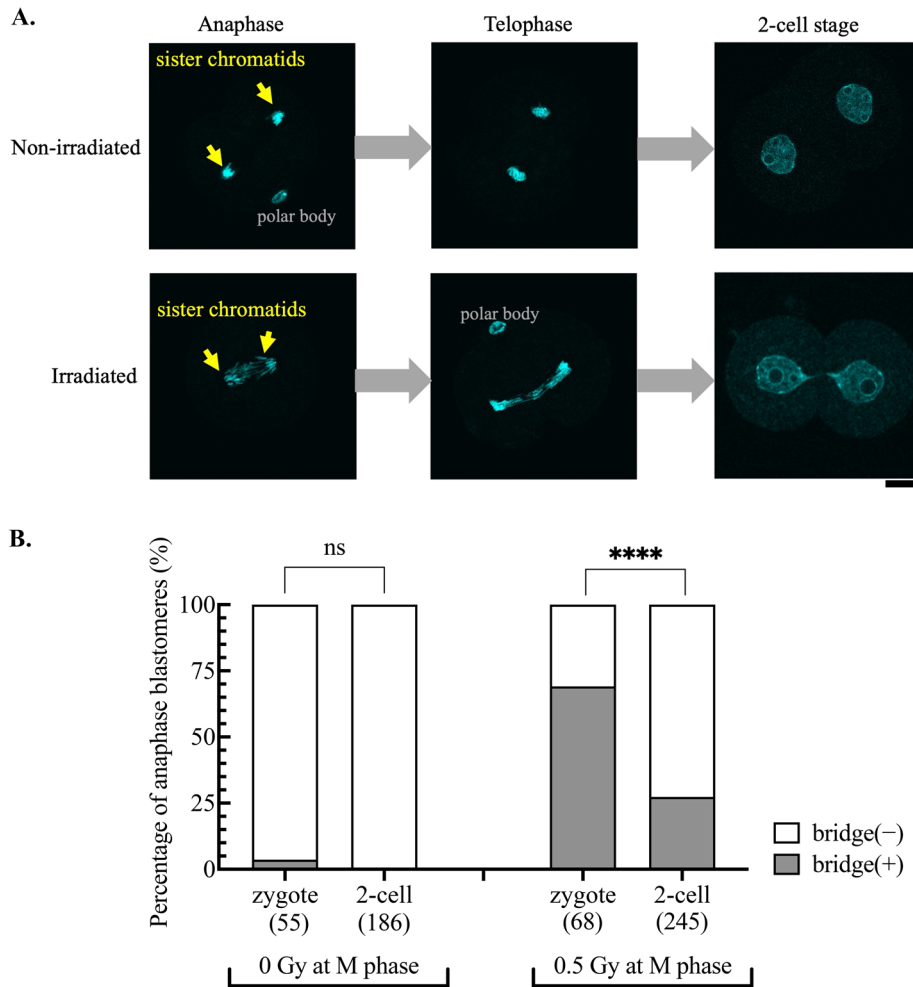 A.
Anaphase Telophase 2-cell stage
Non-irradiated
sister chromatids
polar body
Irradiated
sister chromatids
polar body
B.
ns ****
Percentage of anaphase blastomeres (%)
100
75
50
25
0
zygote 2-cell zygote 2-cell
(55) (186) (68) (245)
0 Gy at M phase 0.5 Gy at M phase
bridge(−)
bridge(+)